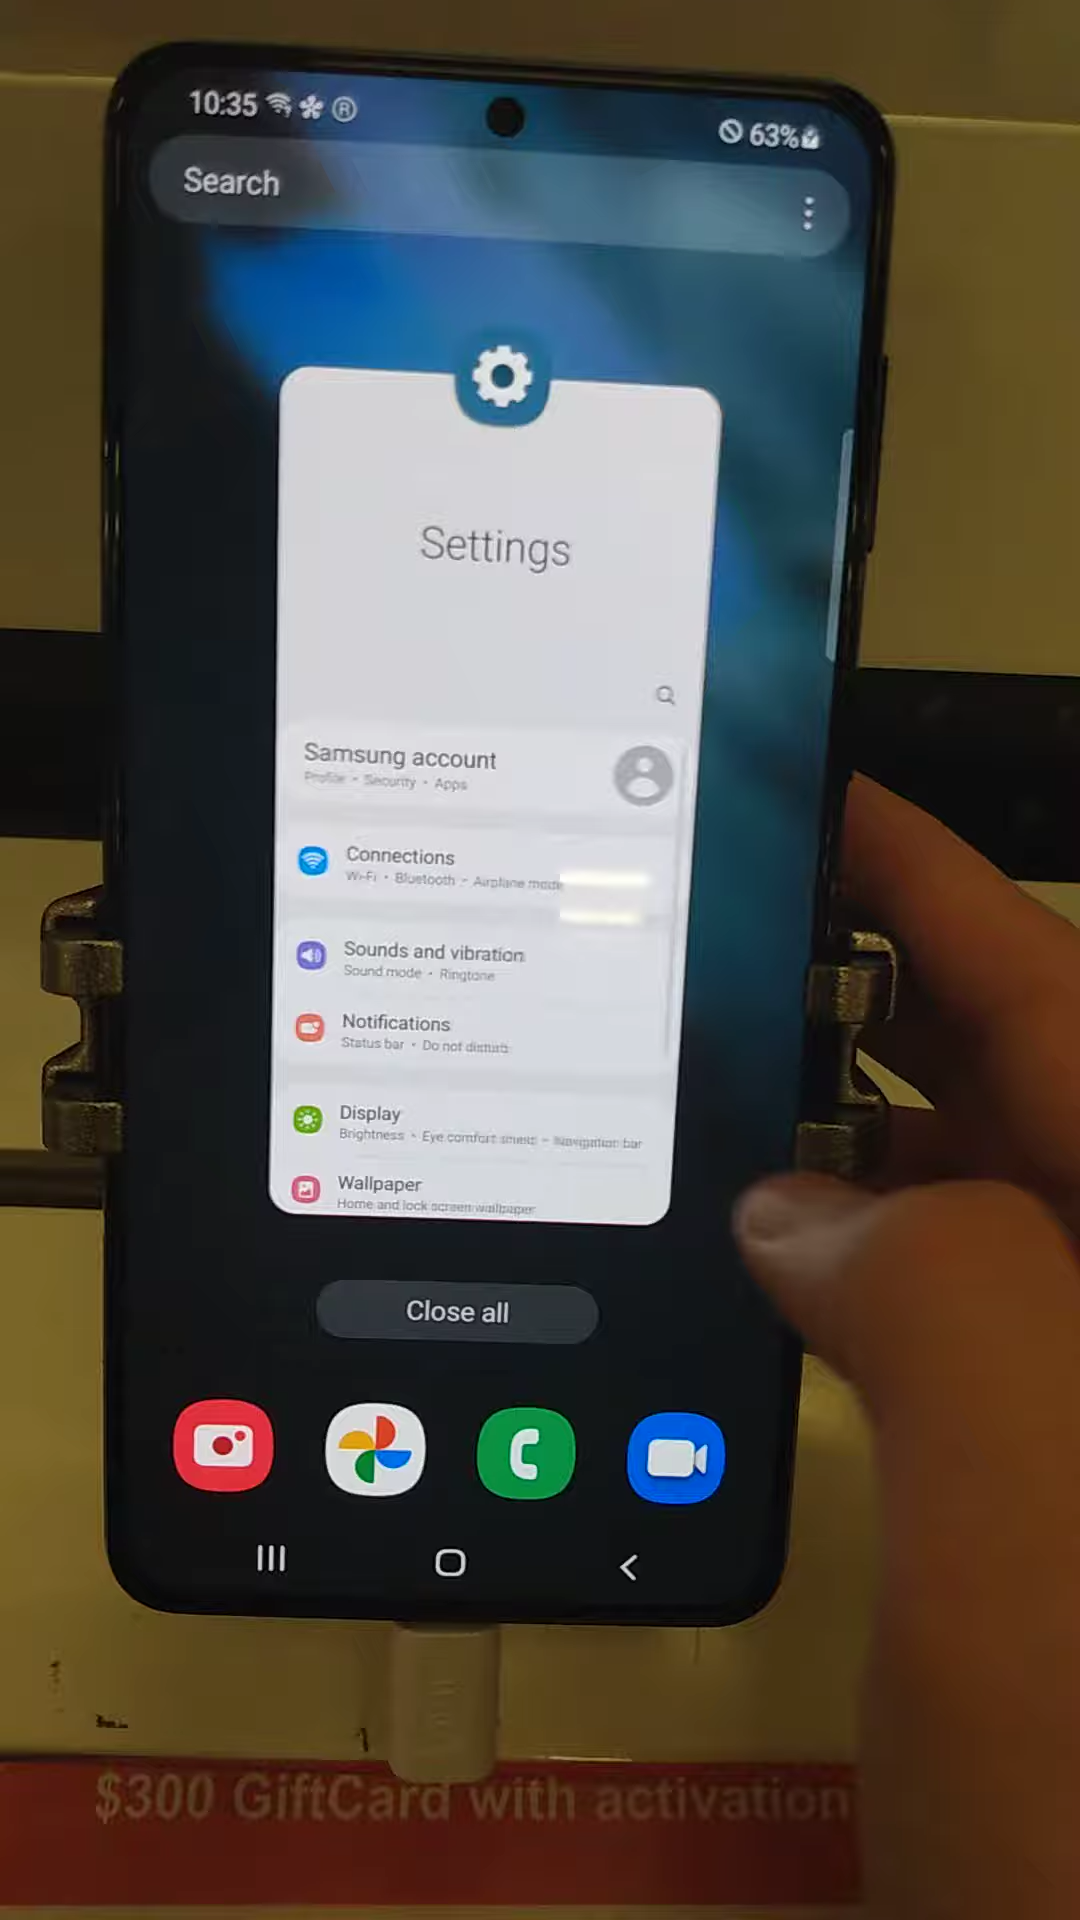 10:35 ® 63%
Search
Settings
Samsung account
Profile • Security • Apps
Connections
Wi-Fi • Bluetooth • Airplane mode
Sounds and vibration
Sound mode • Ringtone
Notifications
Status bar • Do not disturb
Display
Brightness • Eye comfort shield • Navigation bar
Wallpaper
Home and lock screen wallpaper
Close all
$300 GiftCard with activation